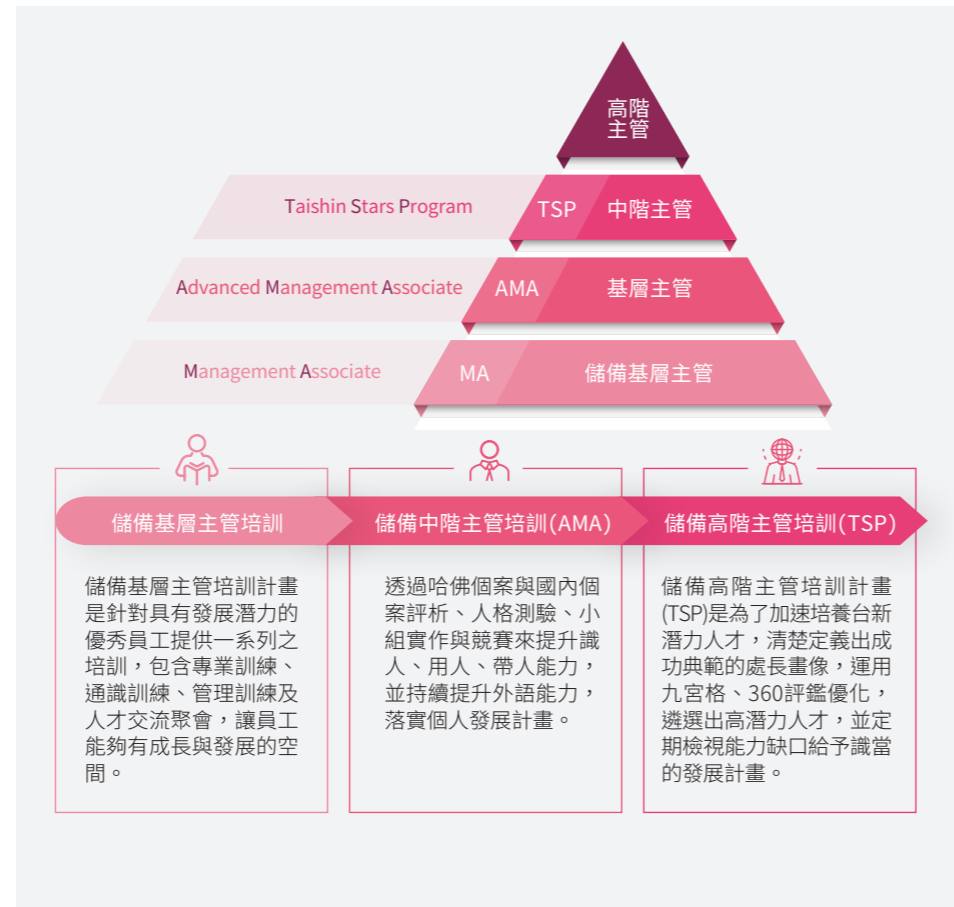 高階
主管
Taishin Stars Program
TSP
中階主管
Advanced Management Associate
AMA
基層主管
Management Associate
MA
儲備基層主管
儲備基層主管培訓
儲備基層主管培訓計畫
是針對具有發展潛力的
優秀員工提供一系列之
培訓，包含專業訓練、
通識訓練、管理訓練及
人才交流聚會，讓員工
能夠有成長與發展的空
間。
儲備中階主管培訓(AMA)
透過哈佛個案與國內個
案評析、人格測驗、小
組實作與競賽來提升識
人、用人、帶人能力，
並持續提升外語能力，
落實個人發展計畫。
儲備高階主管培訓(TSP)
儲備高階主管培訓計畫
(TSP)是為了加速培養台新
潛力人才，清楚定義出成
功典範的處長畫像，運用
九宮格、360評鑑優化，
遴選出高潛力人才，並定
期檢視能力缺口給予識當
的發展計畫。